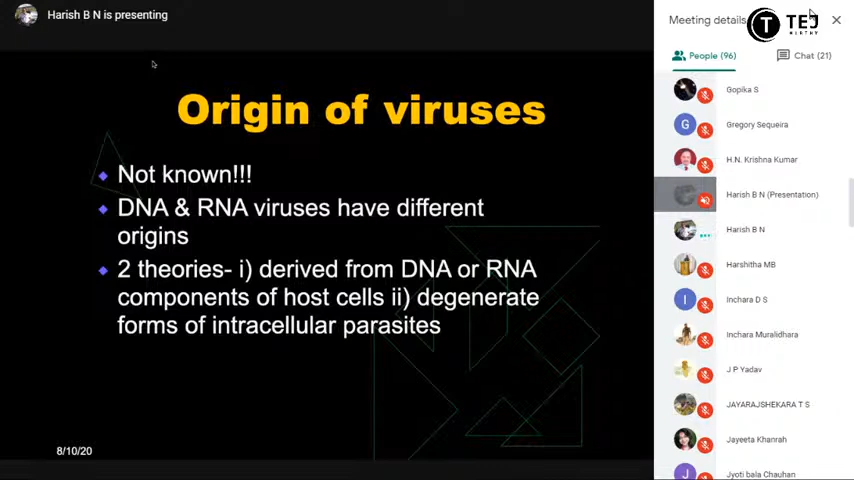 Harish B N is presenting
Origin of viruses
Not known!!!
DNA & RNA viruses have different
origins
2 theories- i) derived from DNA or RNA
components of host cells ii) degenerate
forms of intracellular parasites
8/10/20
Meeting details
TEJ
People (96)
Chat (21)
Gopika S
G
Gregory Sequeira
H.N. Krishna Kumar
Harish B N (Presentation)
Harish B N
Harshitha MB
I
Inchara D S
Inchara Muralidhara
J P Yadav
JAYARAJSHEKARA T S
Jayeeta Khanrah
J
Jyoti bala Chauhan